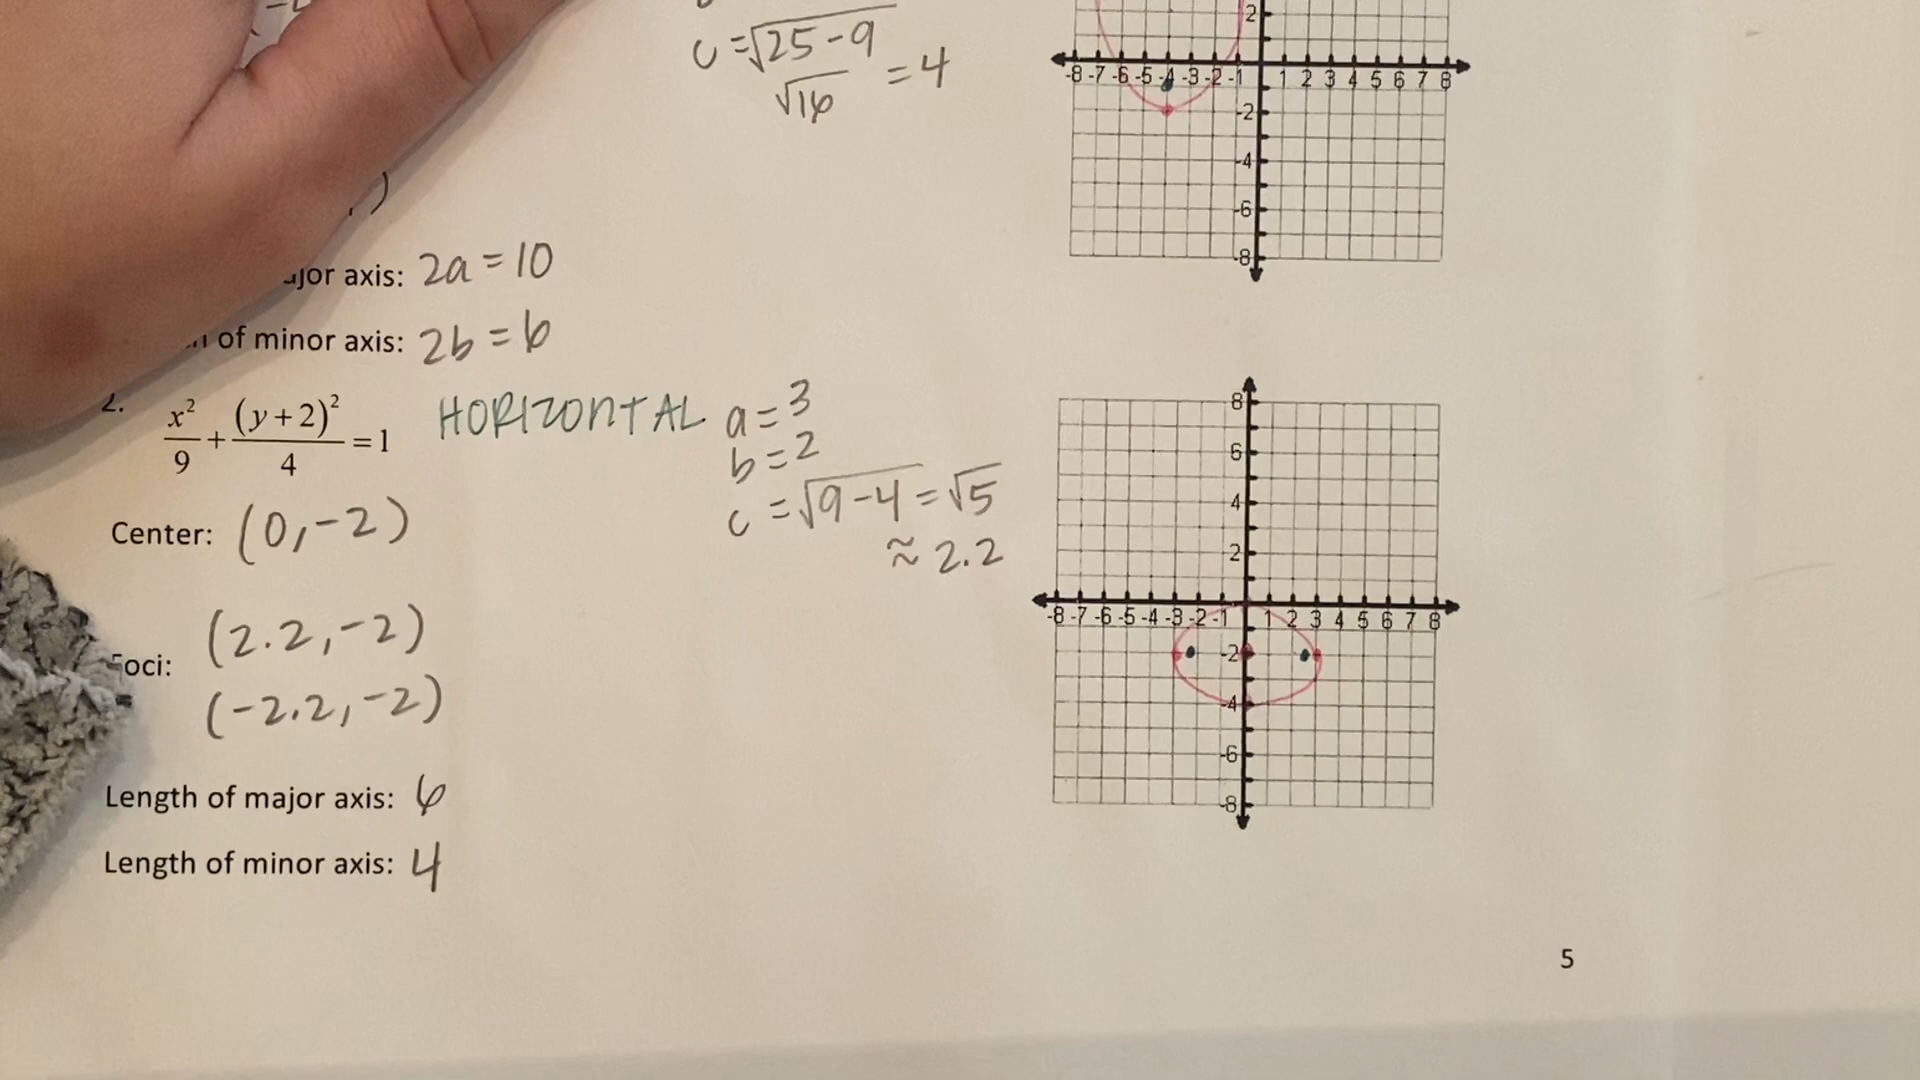 c = √25 - 9
√16 = 4
2
-8 -7 -6 -5 -4 -3 -2 -1 1 2 3 4 5 6 7 8
-2
-4
-6
-8
, )
jor axis: 2a = 10
of minor axis: 2b = 6
2. x²/9 + (y + 2)²/4 = 1 HORIZONTAL a = 3
b = 2
c = √9 - 4 = √5
≈ 2.2
Center: (0, -2)
Foci: (2.2, -2)
(-2.2, -2)
Length of major axis: 6
Length of minor axis: 4
8
6
4
2
-8 -7 -6 -5 -4 -3 -2 -1 1 2 3 4 5 6 7 8
-2
-4
-6
-8
5